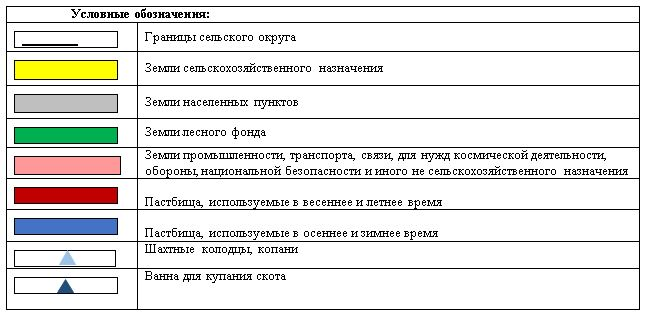 Условные обозначения:
Границы сельского округа
Земли сельскохозяйственного назначения
Земли населенных пунктов
Земли лесного фонда
Земли промышленности, транспорта, связи, для нужд космической деятельности,
обороны, национальной безопасности и иного не сельскохозяйственного назначения
Пастбища, используемые в весеннее и летнее время
Пастбища, используемые в осеннее и зимнее время
Шахтные колодцы, копани
Ванна для купания скота